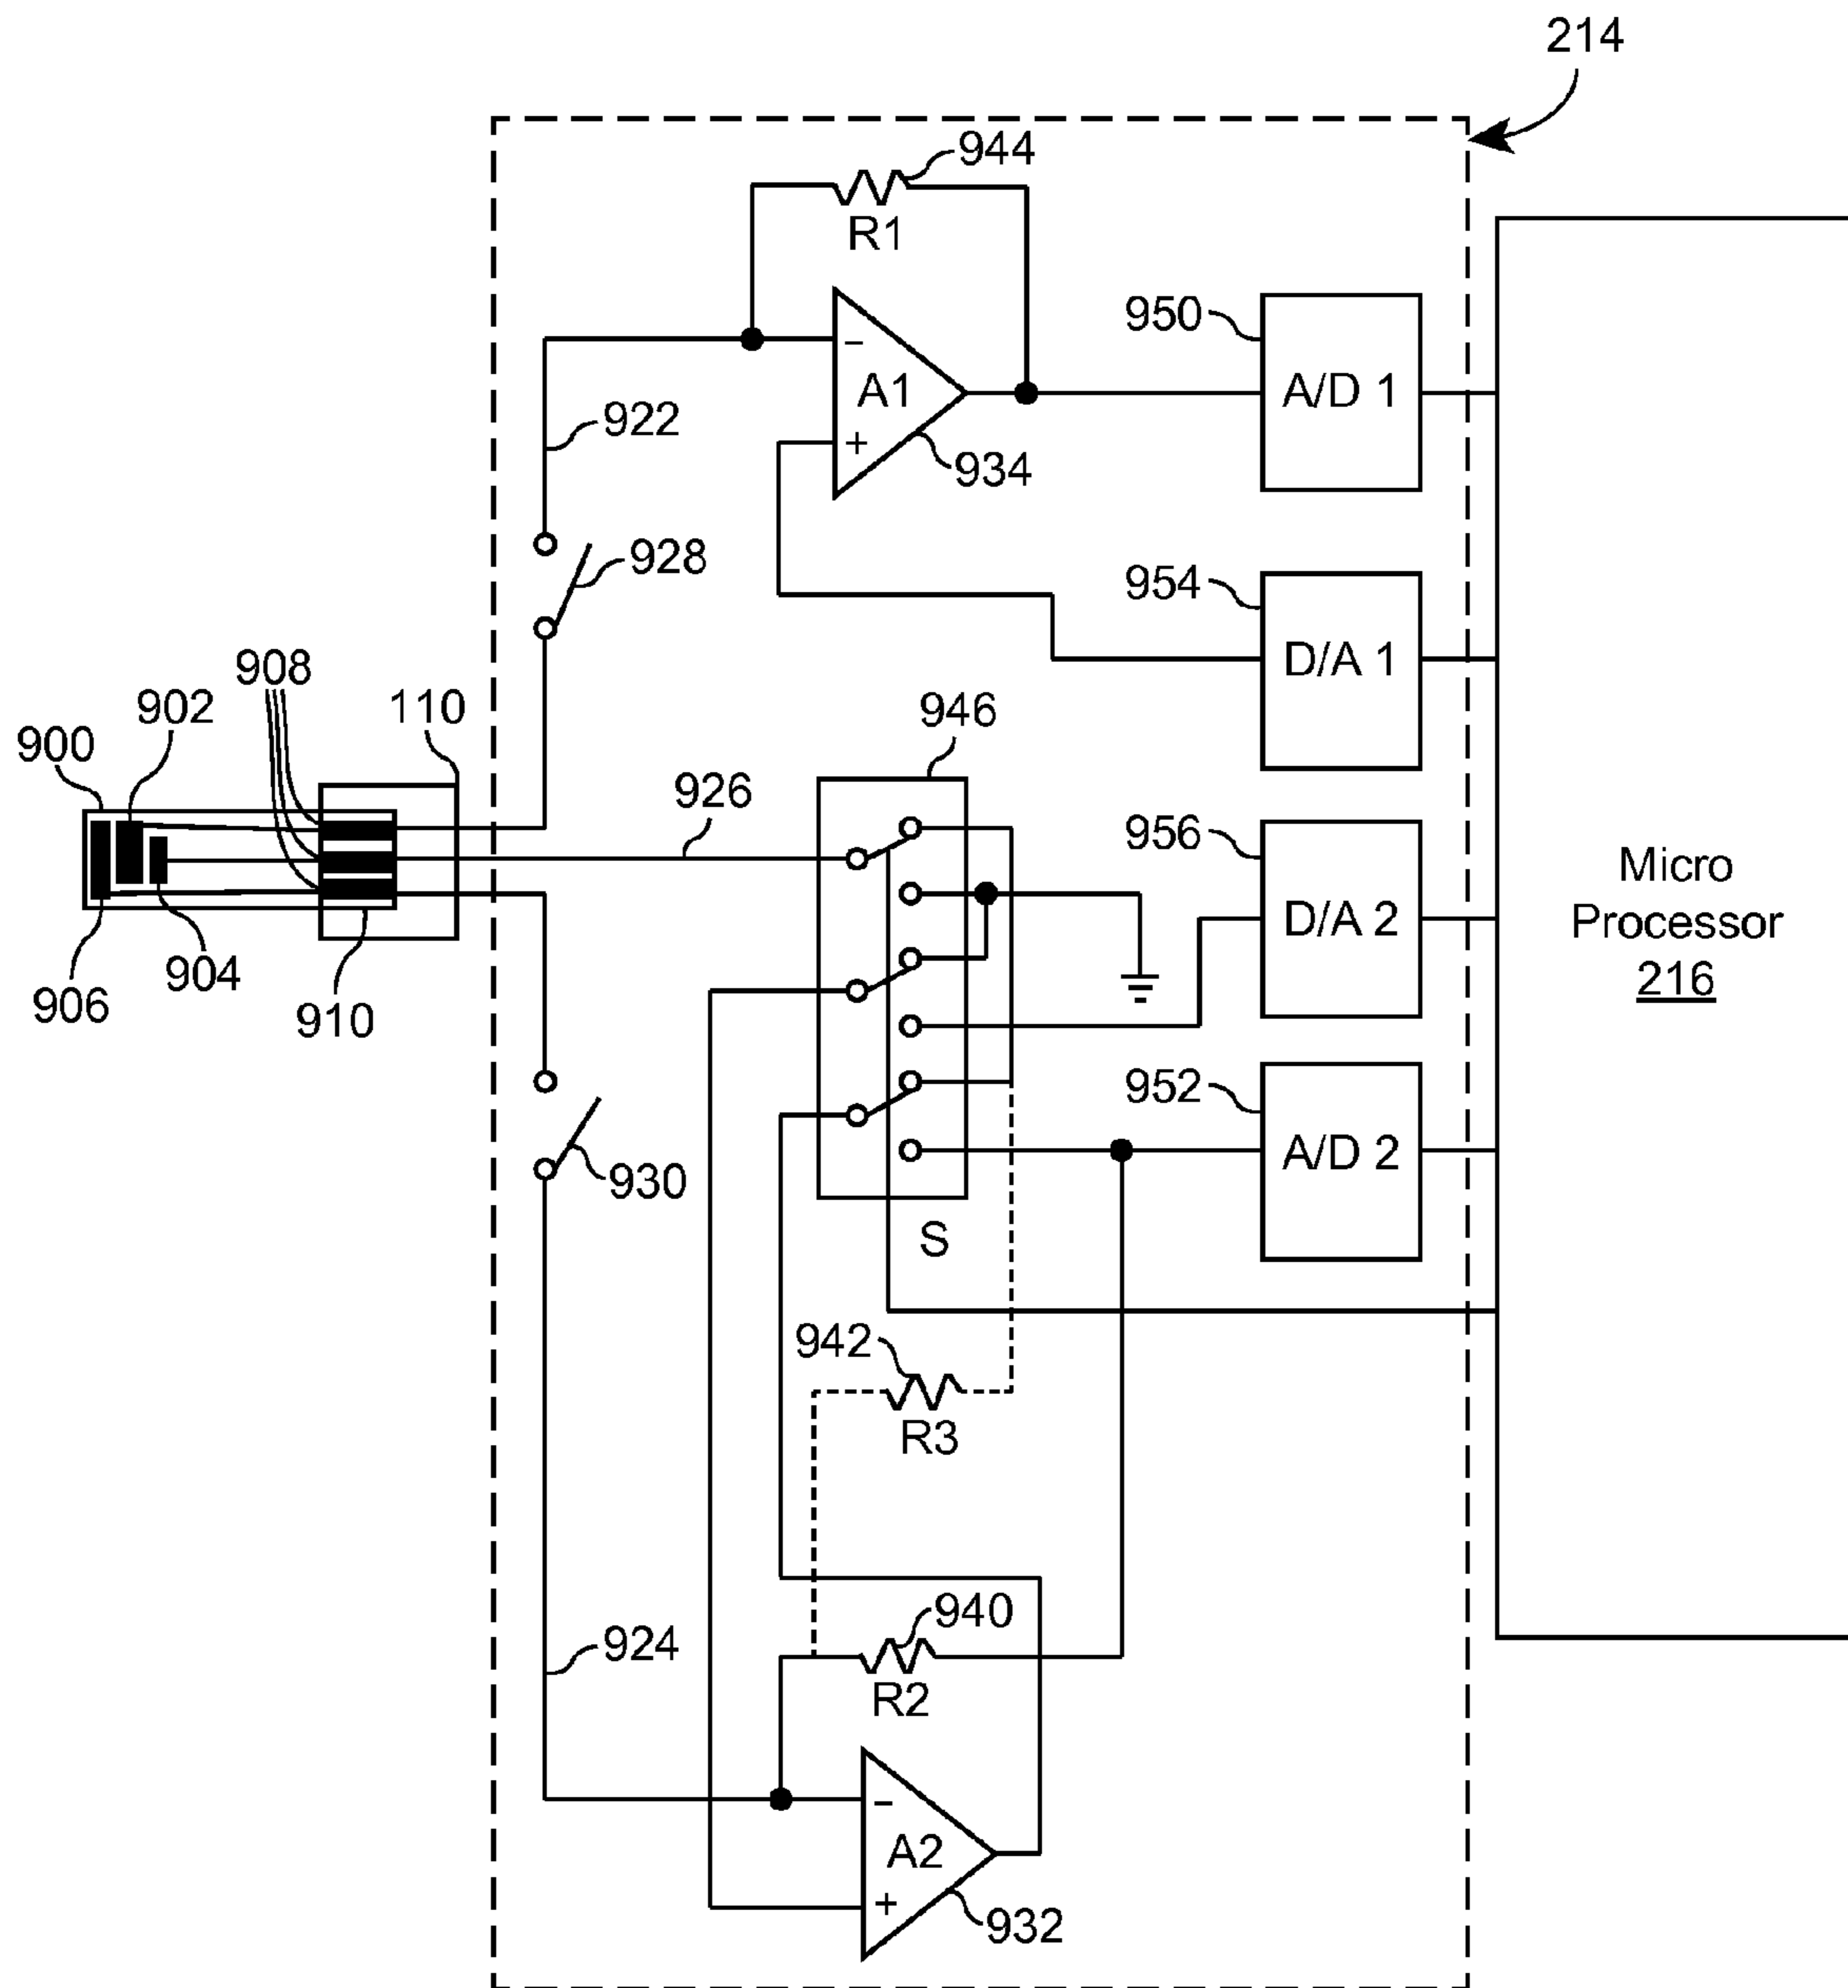 214
944
R1
950
A1
A/D 1
922
934
-
+
928
954
D/A 1
908
902
110
946
900
926
956
D/A 2
Micro
Processor
216
904
906
910
952
A/D 2
930
S
942
R3
940
924
R2
-
A2
+
932